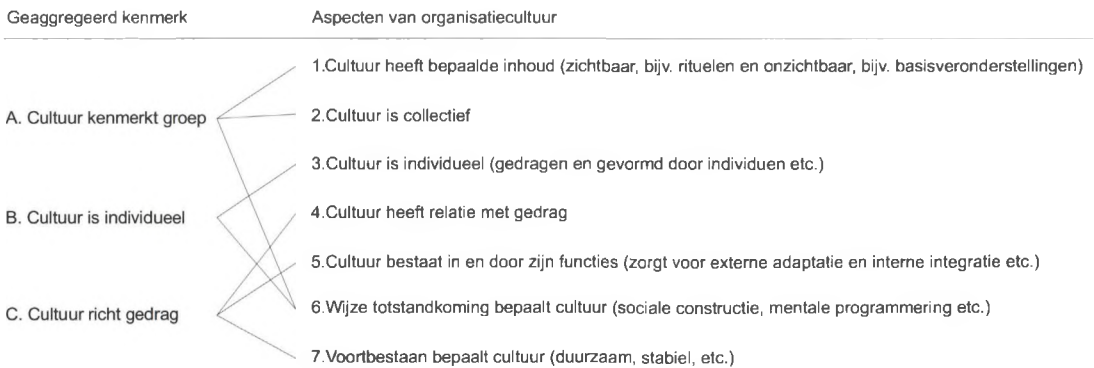 Geaggregeerd kenmerk Aspecten van organisatiecultuur
1.Cultuur heeft bepaalde inhoud (zichtbaar, bijv. rituelen en onzichtbaar, bijv. basisveronderstellingen)
A. Cultuur kenmerkt groep 2.Cultuur is collectief
3.Cultuur is individueel (gedragen en gevormd door individuen etc.)
B. Cultuur is individueel 4.Cultuur heeft relatie met gedrag
5.Cultuur bestaat in en door zijn functies (zorgt voor externe adaptatie en interne integratie etc.)
C. Cultuur richt gedrag 6.Wijze totstandkoming bepaalt cultuur (sociale constructie, mentale programmering etc.)
7.Voortbestaan bepaalt cultuur (duurzaam, stabiel, etc.)